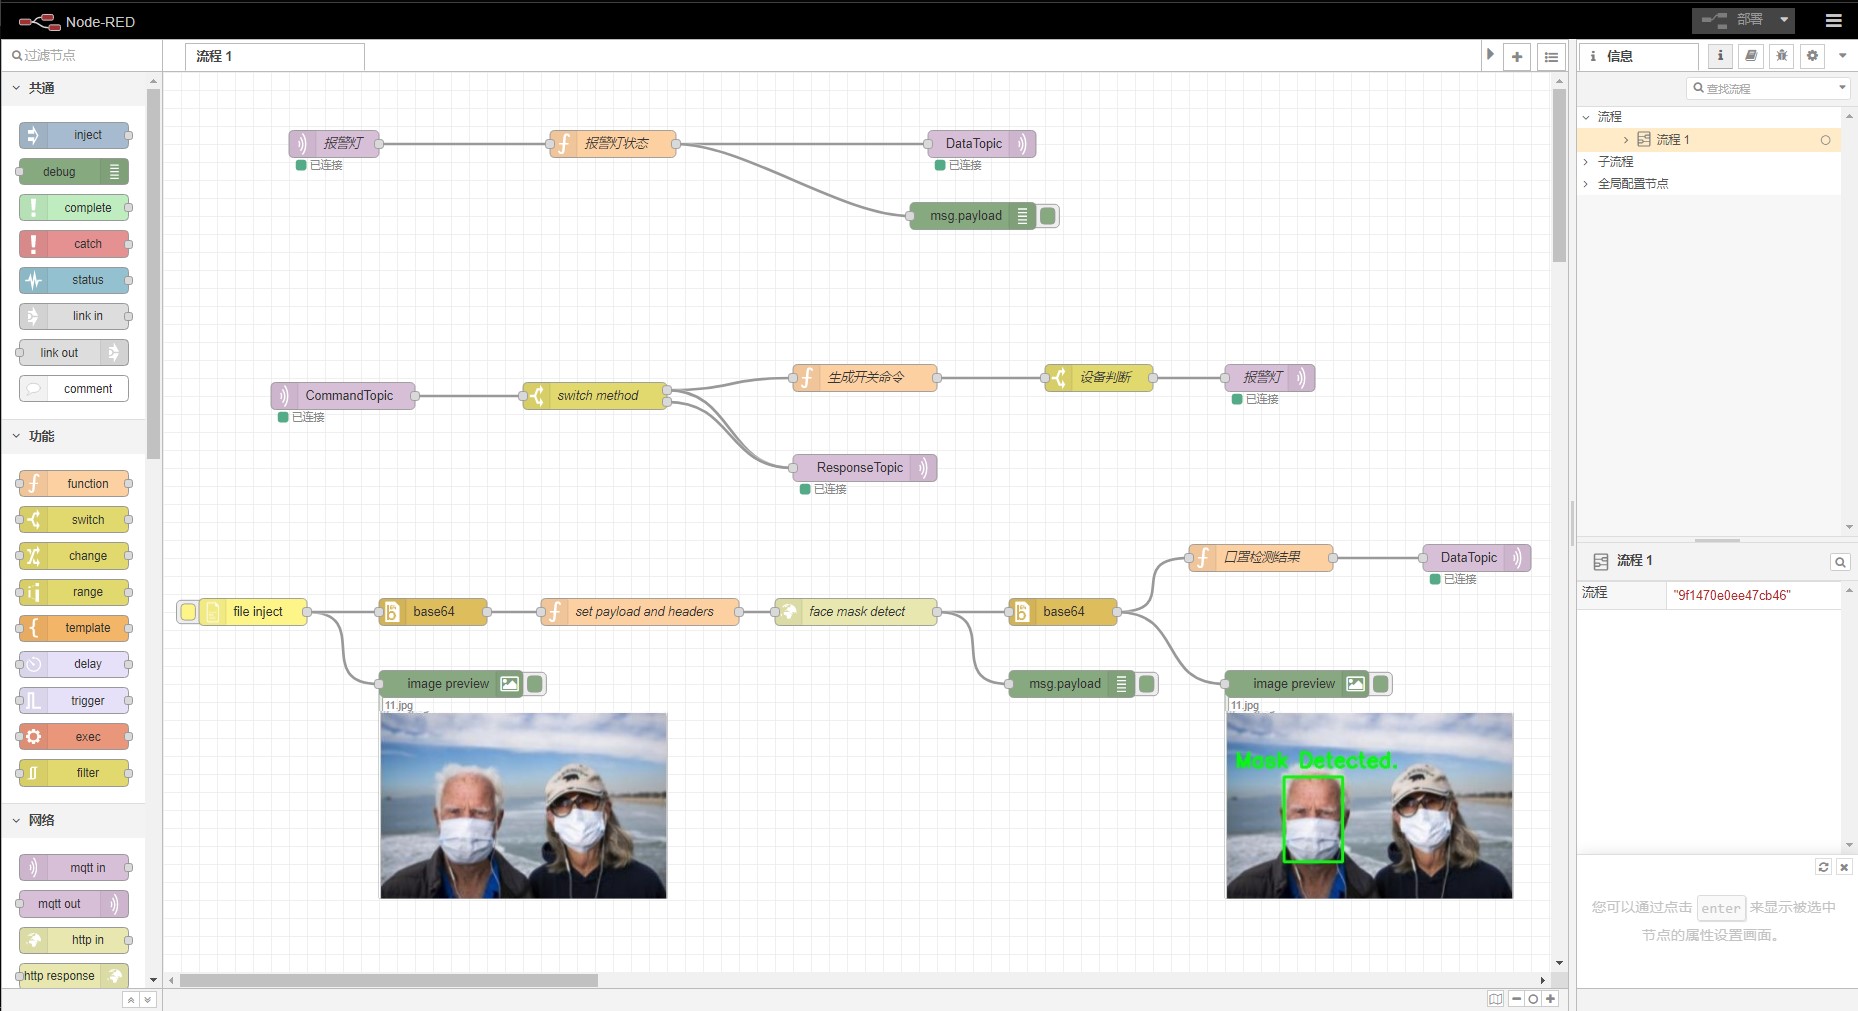 Node-RED
部署
过滤节点
流程 1
信息
查找流程
共通
inject
debug
complete
catch
status
link in
link out
comment
功能
function
switch
change
range
template
delay
trigger
exec
filter
网络
mqtt in
mqtt out
http in
http response
报警灯
已连接
报警灯状态
DataTopic
已连接
msg.payload
CommandTopic
已连接
switch method
生成开关命令
设备判断
报警灯
已连接
ResponseTopic
已连接
口罩检测结果
DataTopic
已连接
file inject
base64
set payload and headers
face mask detect
base64
image preview
msg.payload
image preview
11.jpg
11.jpg
Mask Detected.
流程
流程 1
子流程
全局配置节点
流程 1
流程
"9f1470e0ee47cb46"
您可以通过点击 enter 来显示被选中
节点的属性设置画面。